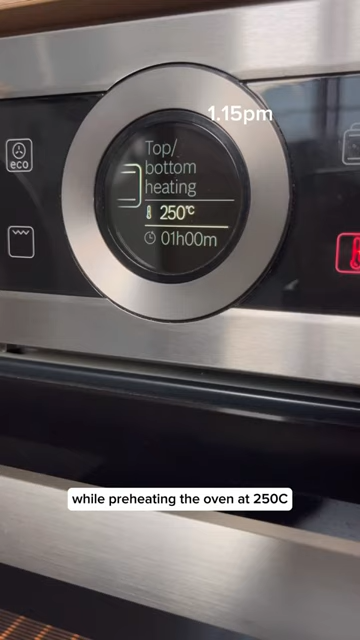 1.15pm
eco
Top/
bottom
heating
250°C
01h00m
while preheating the oven at 250C